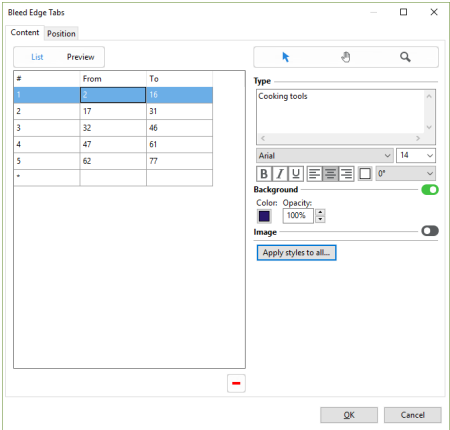 Bleed Edge Tabs
Content Position
List Preview
# From To
1 2 16
2 17 31
3 32 46
4 47 61
5 62 77
*
Type
Cooking tools
Arial 14
B I U 0°
Background
Color: Opacity:
100%
Image
Apply styles to all...
OK Cancel